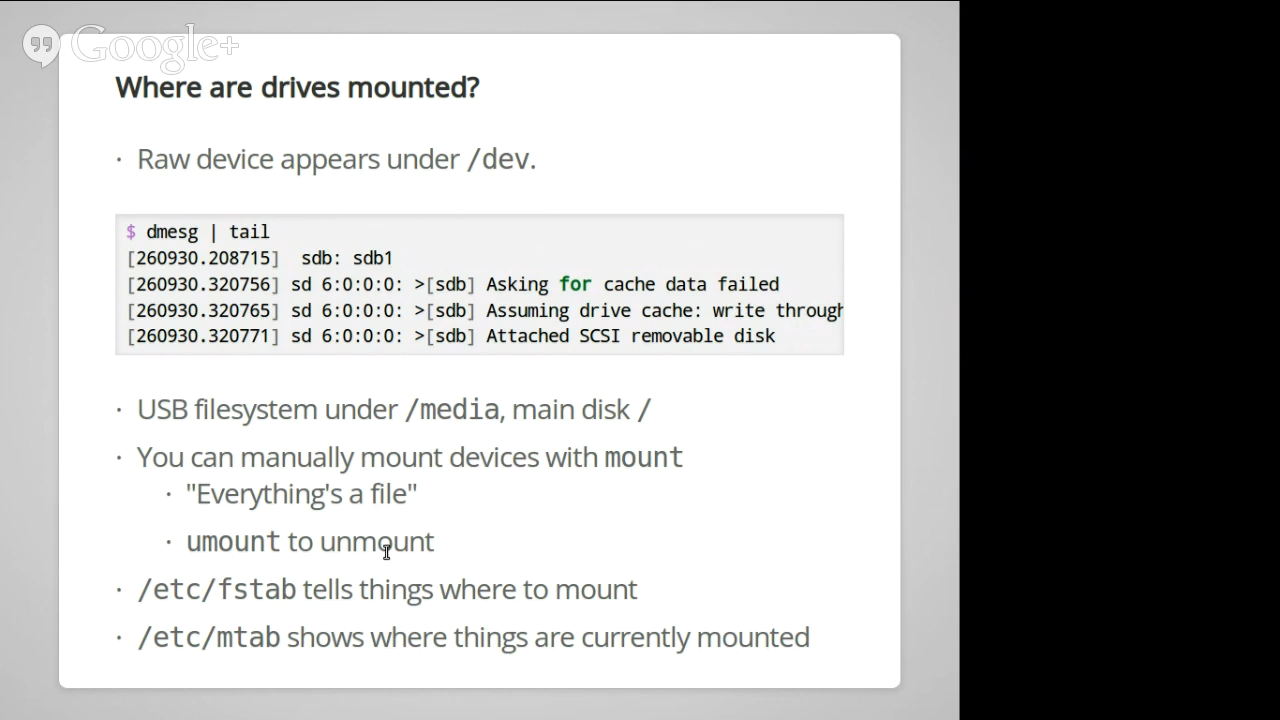 Google+
Where are drives mounted?
· Raw device appears under /dev.
$ dmesg | tail
[260930.208715]  sdb: sdb1
[260930.320756] sd 6:0:0:0: >[sdb] Asking for cache data failed
[260930.320765] sd 6:0:0:0: >[sdb] Assuming drive cache: write through
[260930.320771] sd 6:0:0:0: >[sdb] Attached SCSI removable disk
· USB filesystem under /media, main disk /
· You can manually mount devices with mount
· "Everything's a file"
· umount to unmount
· /etc/fstab tells things where to mount
· /etc/mtab shows where things are currently mounted